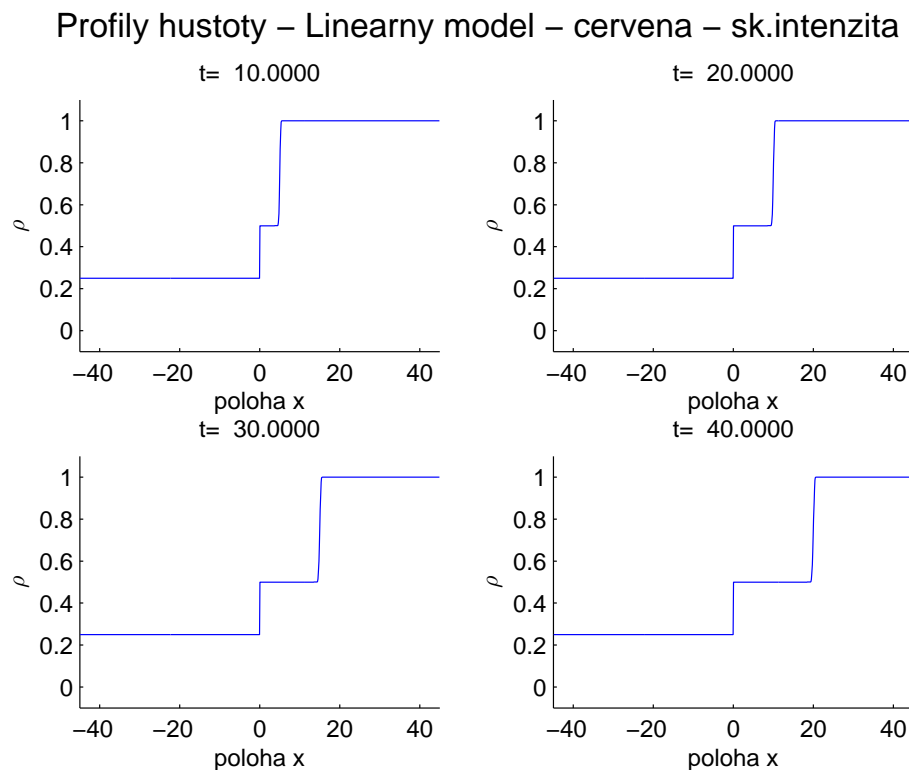 Profily hustoty – Linearny model – cervena – sk.intenzita
t= 10.0000
1
0.8
0.6
0.4
0.2
0
ρ
−40 −20 0 20 40
poloha x
t= 20.0000
1
0.8
0.6
0.4
0.2
0
ρ
−40 −20 0 20 40
poloha x
t= 30.0000
1
0.8
0.6
0.4
0.2
0
ρ
−40 −20 0 20 40
poloha x
t= 40.0000
1
0.8
0.6
0.4
0.2
0
ρ
−40 −20 0 20 40
poloha x